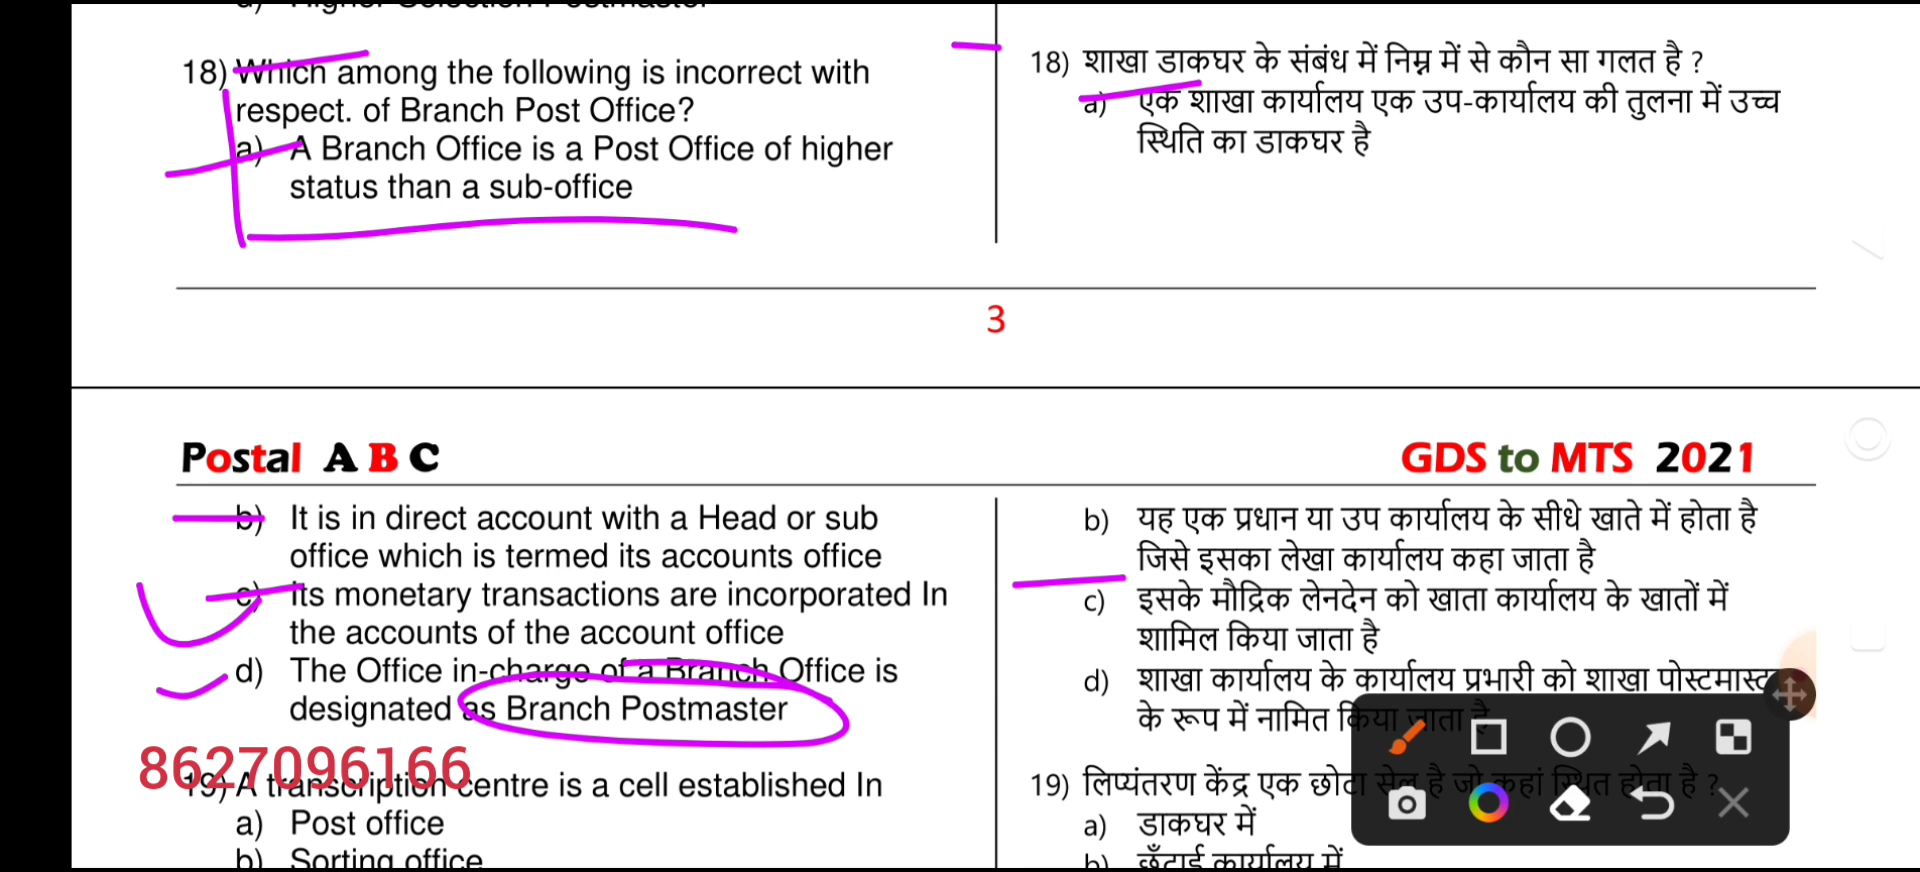 18) Which among the following is incorrect with
respect. of Branch Post Office?
a) A Branch Office is a Post Office of higher
status than a sub-office
18) शाखा डाकघर के संबंध में निम्न में से कौन सा गलत है ?
a) एक शाखा कार्यालय एक उप-कार्यालय की तुलना में उच्च
स्थिति का डाकघर है
3
Postal A B C
GDS to MTS 2021
b) It is in direct account with a Head or sub
office which is termed its accounts office
c) Its monetary transactions are incorporated In
the accounts of the account office
d) The Office in-charge of a Branch Office is
designated as Branch Postmaster
8627096166
19) A transcription centre is a cell established In
a) Post office
b) Sorting office
b) यह एक प्रधान या उप कार्यालय के सीधे खाते में होता है
जिसे इसका लेखा कार्यालय कहा जाता है
c) इसके मौद्रिक लेनदेन को खाता कार्यालय के खातों में
शामिल किया जाता है
d) शाखा कार्यालय के कार्यालय प्रभारी को शाखा
के रूप में नामित किया जाता है
19) लिप्यंतरण केंद्र एक छोटा सेल है जो कहां स्थित होता है ?
a) डाकघर में
b) छँटाई कार्यालय में